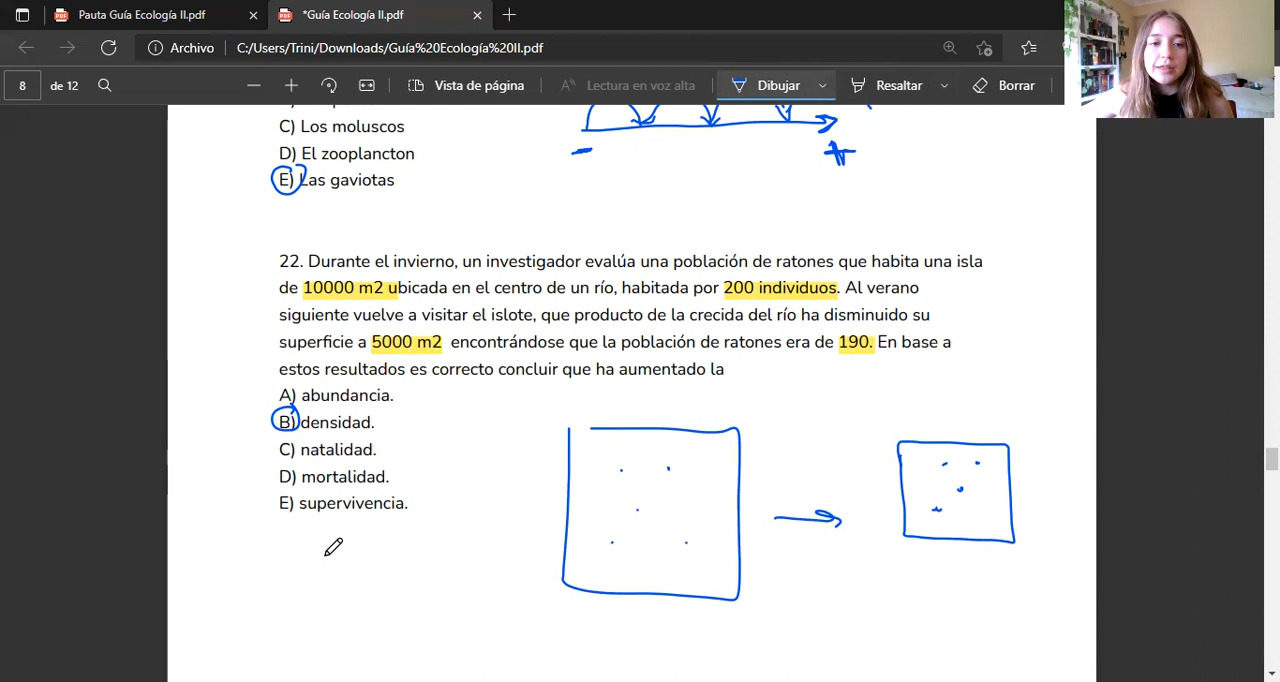 Pauta Guía Ecología II.pdf
*Guía Ecología II.pdf
Archivo
C:/Users/Trini/Downloads/Guía%20Ecología%20II.pdf
8 de 12
Vista de página
Lectura en voz alta
Dibujar
Resaltar
Borrar
C) Los moluscos
D) El zooplancton
E) Las gaviotas
- +
22. Durante el invierno, un investigador evalúa una población de ratones que habita una isla
de 10000 m2 ubicada en el centro de un río, habitada por 200 individuos. Al verano
siguiente vuelve a visitar el islote, que producto de la crecida del río ha disminuido su
superficie a 5000 m2 encontrándose que la población de ratones era de 190. En base a
estos resultados es correcto concluir que ha aumentado la
A) abundancia.
B) densidad.
C) natalidad.
D) mortalidad.
E) supervivencia.